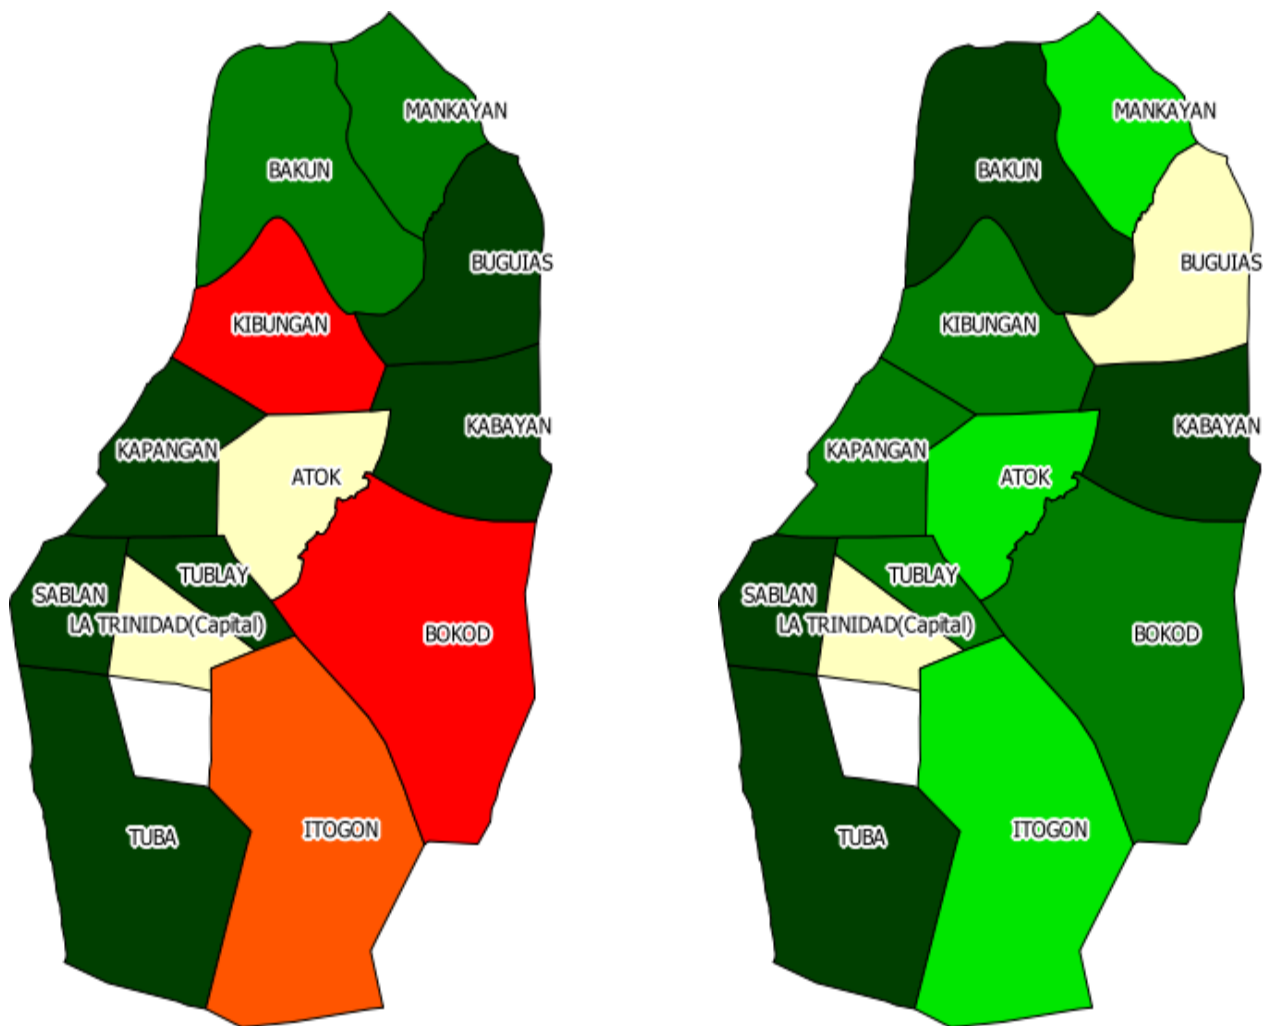 MANKAYAN
BAKUN
BUGUIAS
KIBUNGAN
KABAYAN
KAPANGAN
ATOK
TUBLAY
SABLAN
LA TRINIDAD(Capital)
BOKOD
ITOGON
TUBA
MANKAYAN
BAKUN
BUGUIAS
KIBUNGAN
KABAYAN
KAPANGAN
ATOK
TUBLAY
SABLAN
LA TRINIDAD(Capital)
BOKOD
ITOGON
TUBA